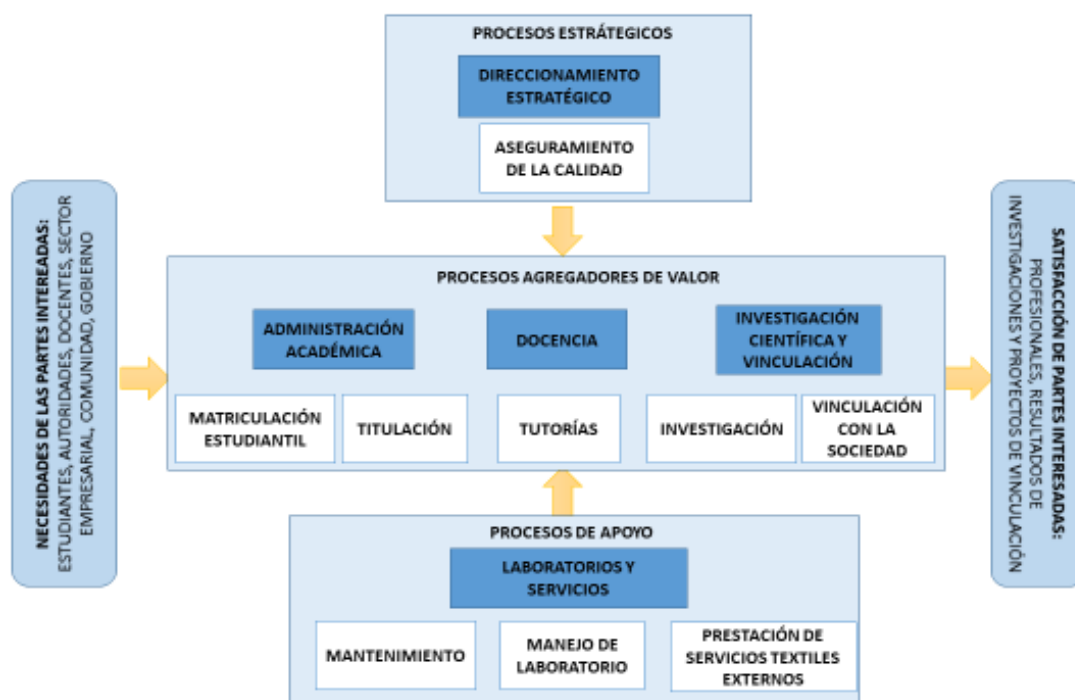 PROCESOS ESTRÁTEGICOS
DIRECCIONAMIENTO
ESTRATÉGICO
ASEGURAMIENTO
DE LA CALIDAD
NECESIDADES DE LAS PARTES INTEREADAS:
ESTUDIANTES, AUTORIDADES, DOCENTES, SECTOR
EMPRESARIAL, COMUNIDAD, GOBIERNO
PROCESOS AGREGADORES DE VALOR
ADMINISTRACIÓN
ACADÉMICA
DOCENCIA
INVESTIGACIÓN
CIENTÍFICA Y
VINCULACIÓN
MATRICULACIÓN
ESTUDIANTIL
TITULACIÓN
TUTORÍAS
INVESTIGACIÓN
VINCULACIÓN
CON LA
SOCIEDAD
SATISFACCIÓN DE PARTES INTERESADAS:
PROFESIONALES, RESULTADOS DE
INVESTIGACIONES Y PROYECTOS DE VINCULACIÓN
PROCESOS DE APOYO
LABORATORIOS Y
SERVICIOS
MANTENIMIENTO
MANEJO DE
LABORATORIO
PRESTACIÓN DE
SERVICIOS TEXTILES
EXTERNOS